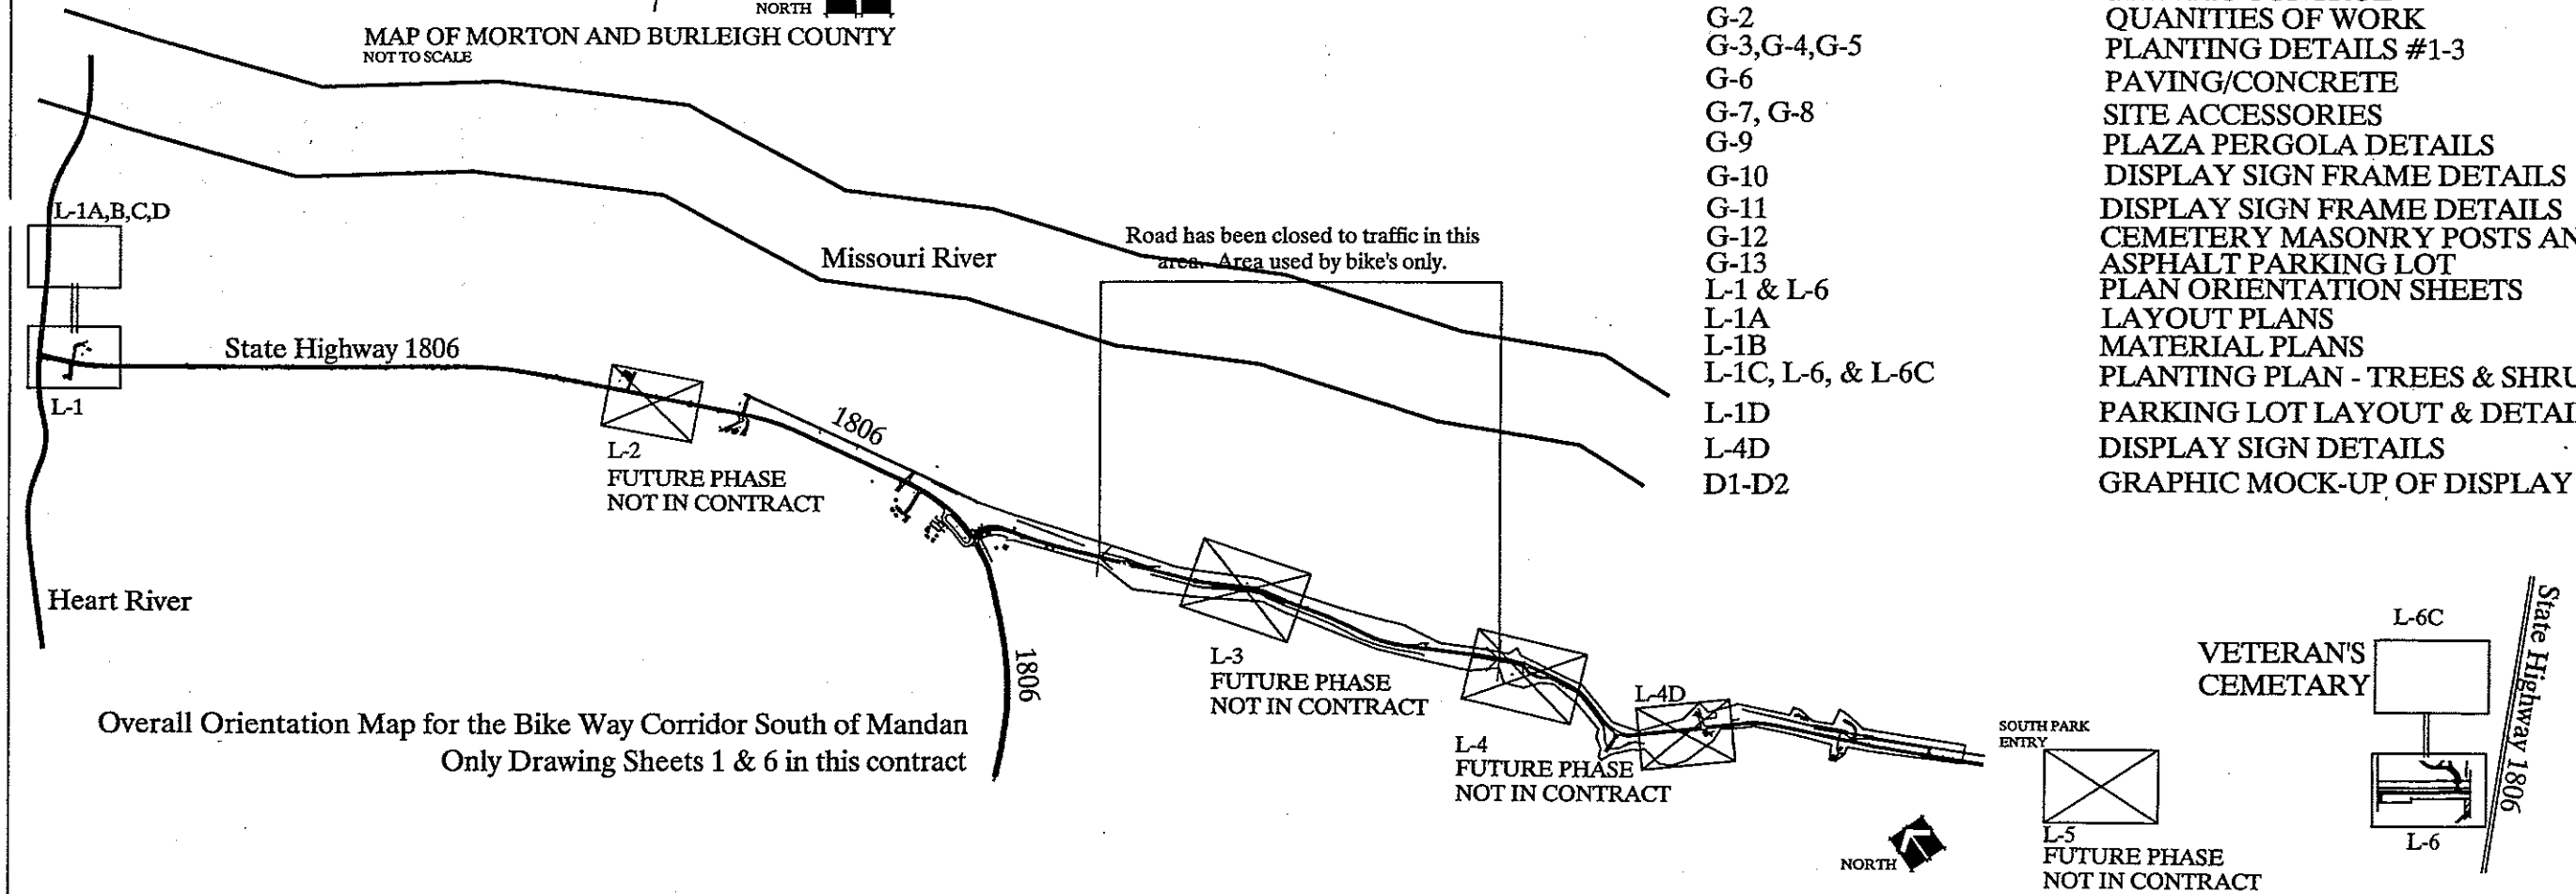 NORTH
MAP OF MORTON AND BURLEIGH COUNTY
NOT TO SCALE
G-2 QUANITIES OF WORK
G-3,G-4,G-5 PLANTING DETAILS #1-3
G-6 PAVING/CONCRETE
G-7, G-8 SITE ACCESSORIES
G-9 PLAZA PERGOLA DETAILS
G-10 DISPLAY SIGN FRAME DETAILS
G-11 DISPLAY SIGN FRAME DETAILS
G-12 CEMETERY MASONRY POSTS AN
G-13 ASPHALT PARKING LOT
L-1 & L-6 PLAN ORIENTATION SHEETS
L-1A LAYOUT PLANS
L-1B MATERIAL PLANS
L-1C, L-6, & L-6C PLANTING PLAN - TREES & SHRU
L-1D PARKING LOT LAYOUT & DETAI
L-4D DISPLAY SIGN DETAILS
D1-D2 GRAPHIC MOCK-UP OF DISPLAY
L-1A,B,C,D
Missouri River
Road has been closed to traffic in this
area. Area used by bike's only.
State Highway 1806
L-1
L-2
FUTURE PHASE
NOT IN CONTRACT
1806
Heart River
1806
L-3
FUTURE PHASE
NOT IN CONTRACT
L-4
FUTURE PHASE
NOT IN CONTRACT
L-4D
SOUTH PARK
ENTRY
L-5
FUTURE PHASE
NOT IN CONTRACT
L-6C
VETERAN'S
CEMETARY
L-6
State Highway 1806
NORTH
Overall Orientation Map for the Bike Way Corridor South of Mandan
Only Drawing Sheets 1 & 6 in this contract